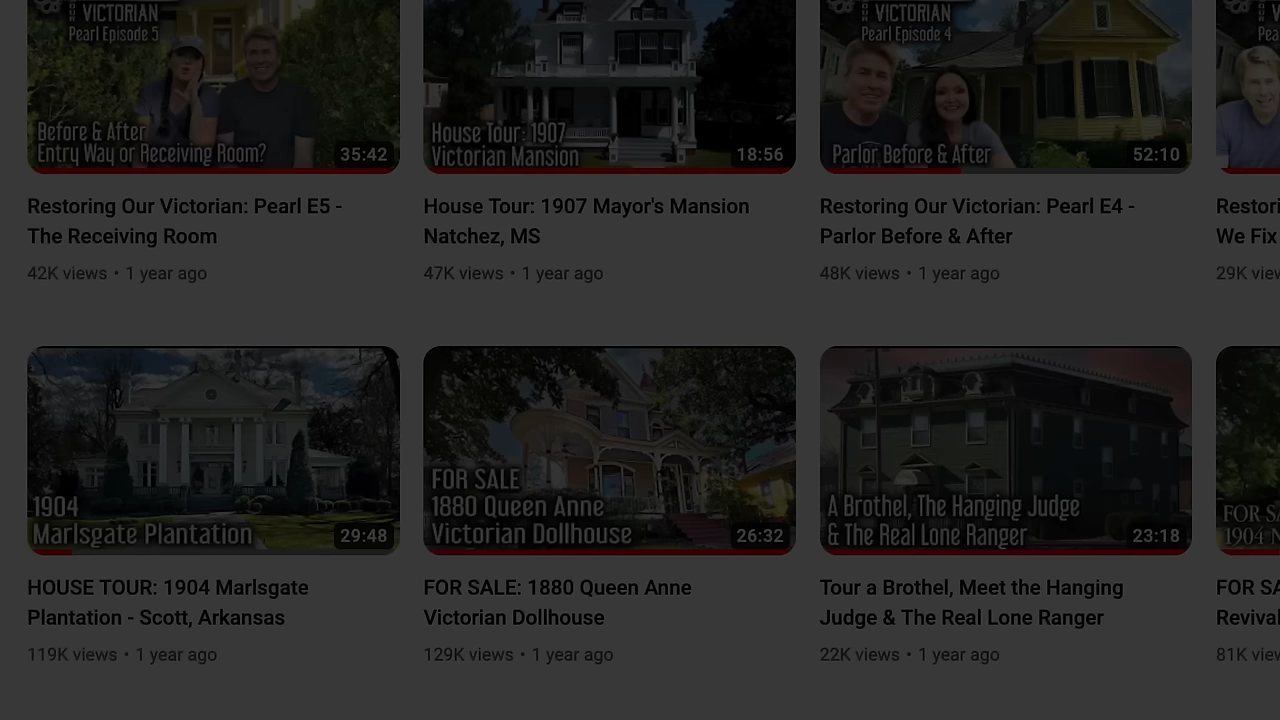 VICTORIAN
Pearl Episode 5
Before & After
Entry Way or Receiving Room?
35:42
House Tour: 1907
Victorian Mansion
18:56
VICTORIAN
Pearl Episode 4
Parlor Before & After
52:10
Restoring Our Victorian: Pearl E5 -
The Receiving Room
42K views • 1 year ago
House Tour: 1907 Mayor's Mansion
Natchez, MS
47K views • 1 year ago
Restoring Our Victorian: Pearl E4 -
Parlor Before & After
48K views • 1 year ago
We Fix
1904
Marlsgate Plantation
29:48
FOR SALE
1880 Queen Anne
Victorian Dollhouse
26:32
A Brothel, The Hanging Judge
& The Real Lone Ranger
23:18
1904
HOUSE TOUR: 1904 Marlsgate
Plantation - Scott, Arkansas
119K views • 1 year ago
FOR SALE: 1880 Queen Anne
Victorian Dollhouse
129K views • 1 year ago
Tour a Brothel, Meet the Hanging
Judge & The Real Lone Ranger
22K views • 1 year ago
FOR
81K